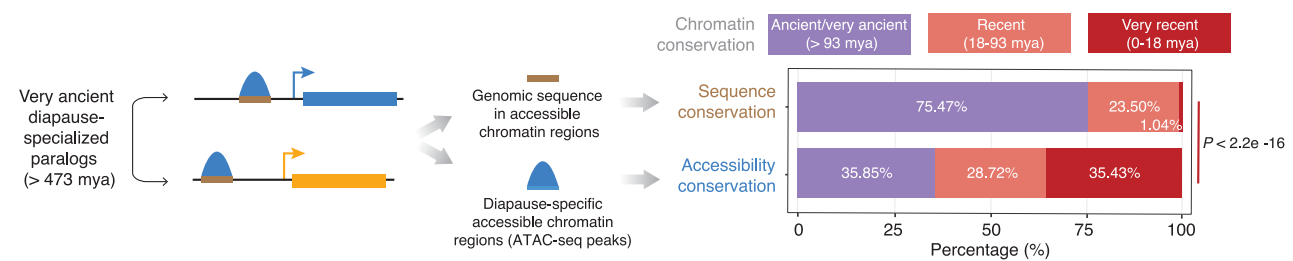 Chromatin
conservation
Ancient/very ancient
(> 93 mya)
Recent
(18-93 mya)
Very recent
(0-18 mya)
Very ancient
diapause-
specialized
paralogs
(> 473 mya)
Genomic sequence
in accessible
chromatin regions
Diapause-specific
accessible chromatin
regions (ATAC-seq peaks)
Sequence
conservation
75.47%
23.50%
1.04%
Accessibility
conservation
35.85%
28.72%
35.43%
P < 2.2e -16
0
25
50
75
100
Percentage (%)